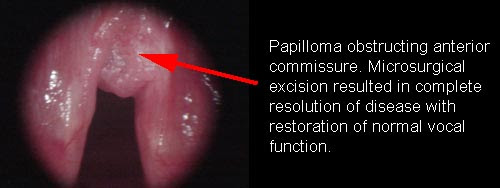 Papilloma obstructing anterior
commissure. Microsurgical
excision resulted in complete
resolution of disease with
restoration of normal vocal
function.